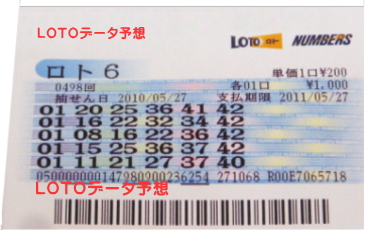 LOTOデータ予想
LOTO ロト NUMBERS
ロト6 単価1口¥200
0498回 各01口 ¥1,000
抽せん日 2010/05/27 支払期限 2011/05/27
01 20 25 36 41 42
01 16 22 32 34 42
01 08 16 22 36 42
01 15 25 36 37 42
01 11 21 27 37 40
LOTOデータ予想
050000000014798090236254 271068 R00E7065718